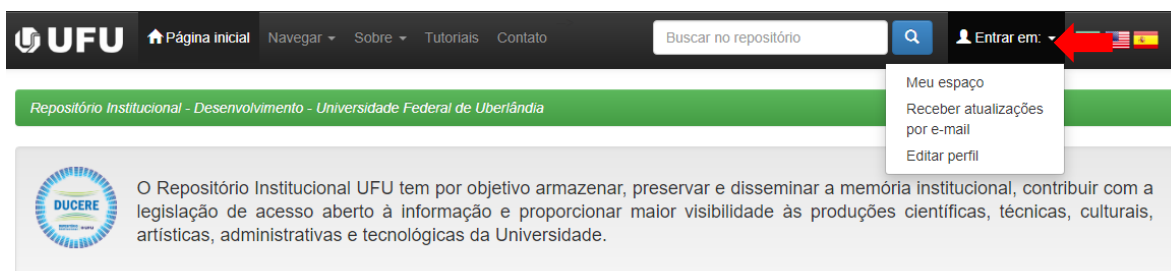 UFU Página inicial Navegar Sobre Tutoriais Contato Buscar no repositório Entrar em:
Meu espaço
Receber atualizações
por e-mail
Editar perfil
Repositório Institucional - Desenvolvimento - Universidade Federal de Uberlândia
DUCERE
O Repositório Institucional UFU tem por objetivo armazenar, preservar e disseminar a memória institucional, contribuir com a
legislação de acesso aberto à informação e proporcionar maior visibilidade às produções científicas, técnicas, culturais,
artísticas, administrativas e tecnológicas da Universidade.